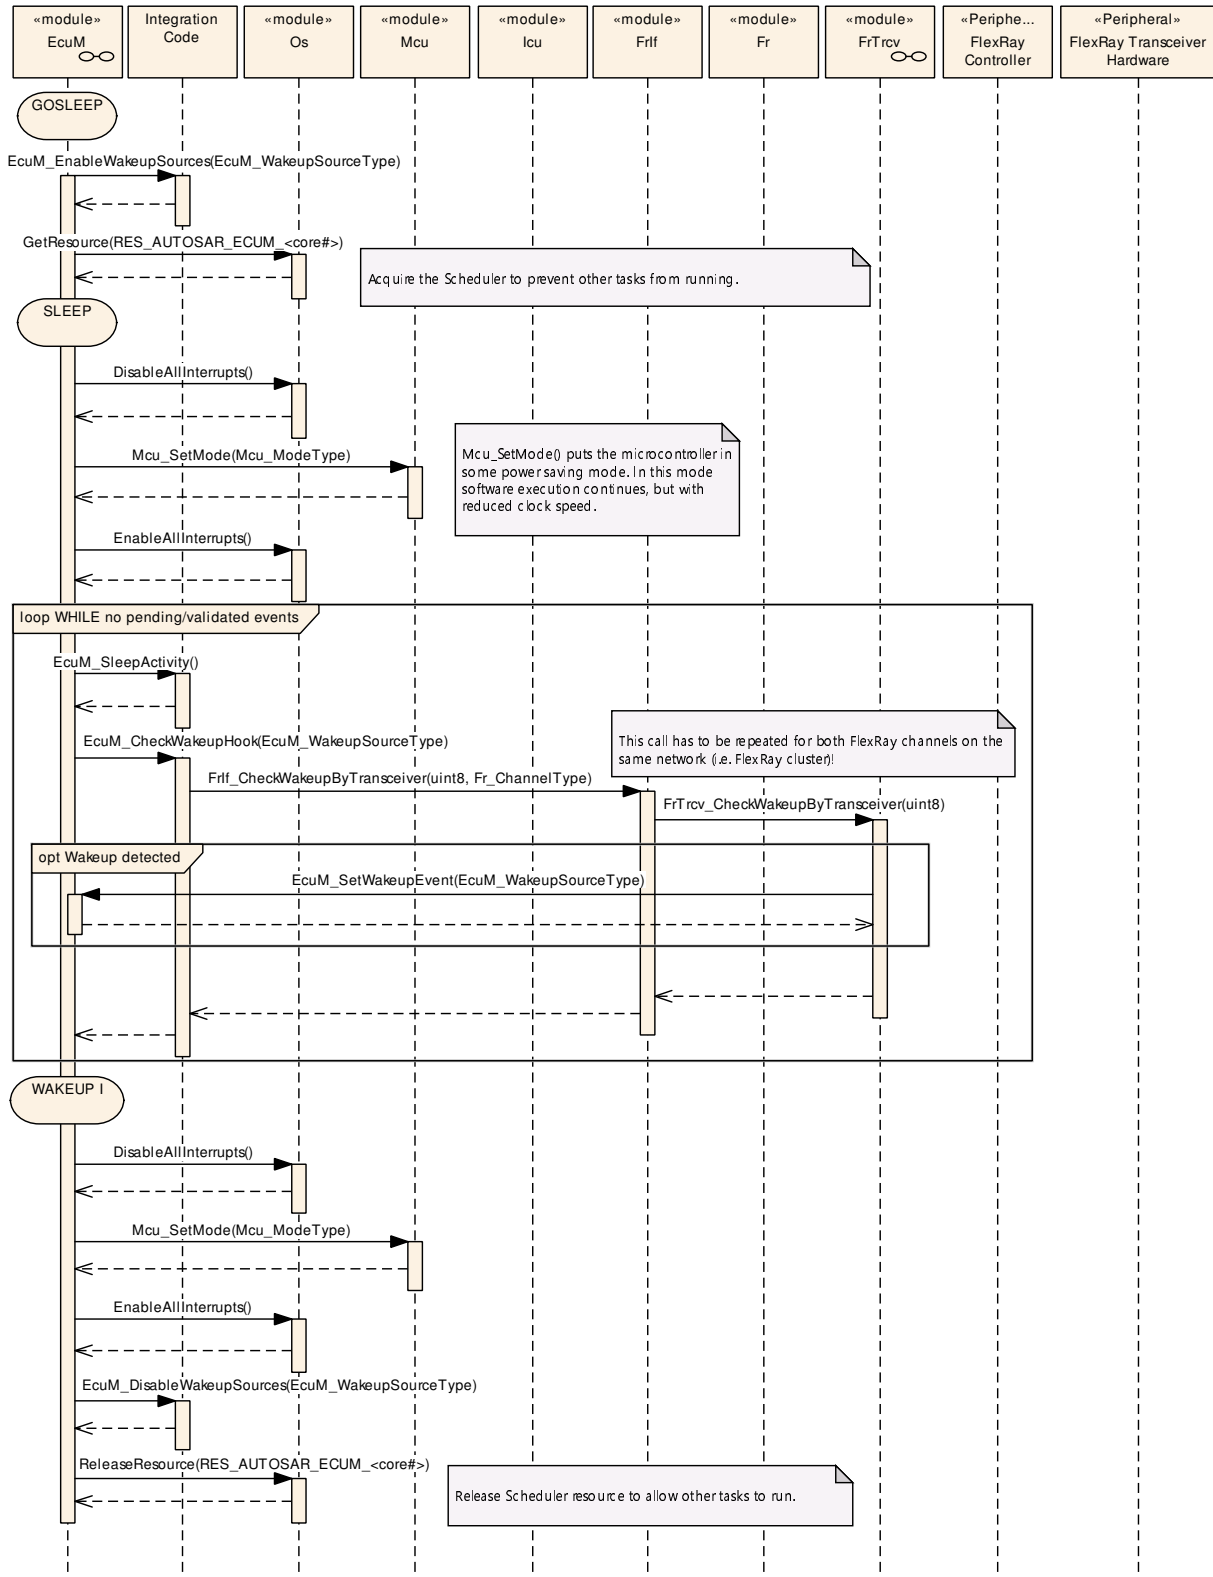 «module»
EcuM
Integration
Code
«module»
Os
«module»
Mcu
«module»
Icu
«module»
FrIf
«module»
Fr
«module»
FrTrcv
«Periphe...
FlexRay
Controller
«Peripheral»
FlexRay Transceiver
Hardware
GOSLEEP
EcuM_EnableWakeupSources(EcuM_WakeupSourceType)
GetResource(RES_AUTOSAR_ECUM_<core#>)
Acquire the Scheduler to prevent other tasks from running.
SLEEP
DisableAllInterrupts()
Mcu_SetMode(Mcu_ModeType)
Mcu_SetMode() puts the microcontroller in
some power saving mode. In this mode
software execution continues, but with
reduced clock speed.
EnableAllInterrupts()
loop WHILE no pending/validated events
EcuM_SleepActivity()
EcuM_CheckWakeupHook(EcuM_WakeupSourceType)
This call has to be repeated for both FlexRay channels on the
same network (i.e. FlexRay cluster)!
FrIf_CheckWakeupByTransceiver(uint8, Fr_ChannelType)
FrTrcv_CheckWakeupByTransceiver(uint8)
opt Wakeup detected
EcuM_SetWakeupEvent(EcuM_WakeupSourceType)
WAKEUP I
DisableAllInterrupts()
Mcu_SetMode(Mcu_ModeType)
EnableAllInterrupts()
EcuM_DisableWakeupSources(EcuM_WakeupSourceType)
ReleaseResource(RES_AUTOSAR_ECUM_<core#>)
Release Scheduler resource to allow other tasks to run.